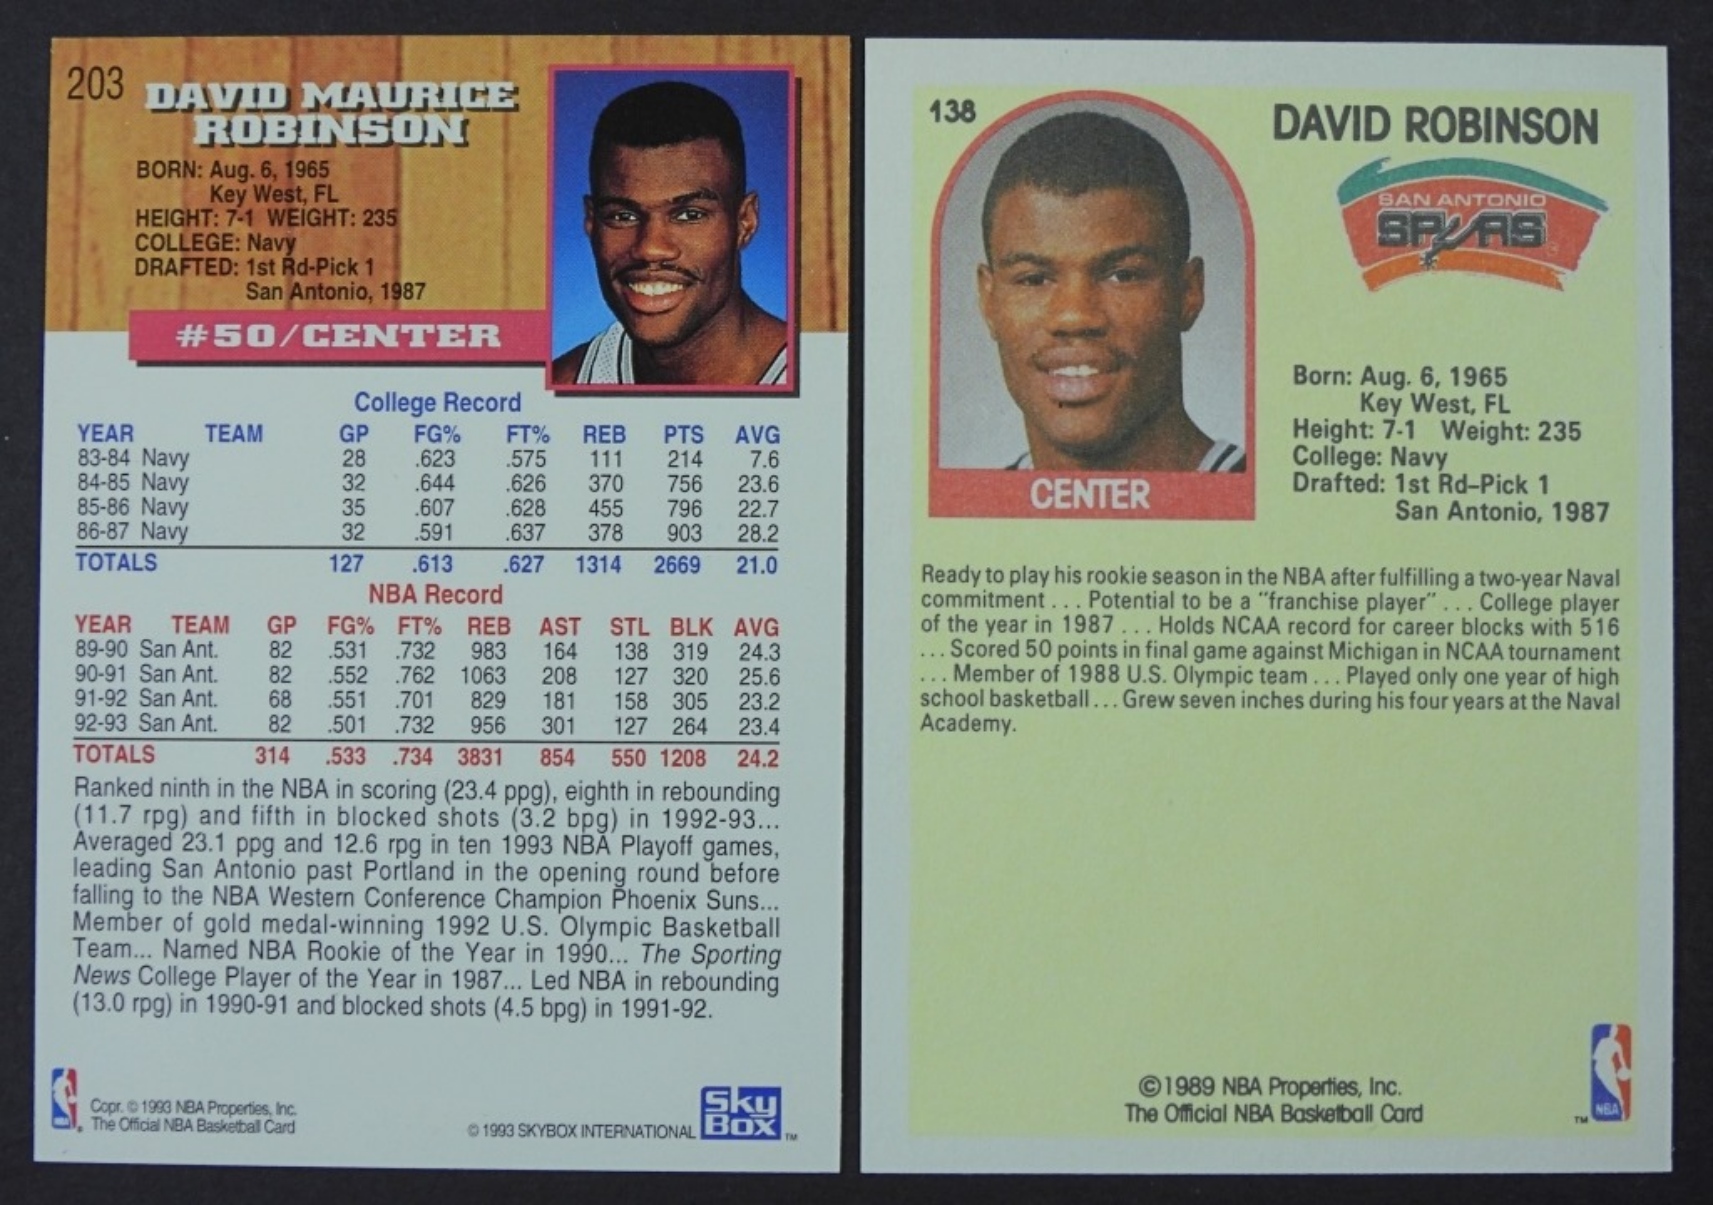 203
DAVID MAURICE
ROBINSON
BORN: Aug. 6, 1965
Key West, FL
HEIGHT: 7-1 WEIGHT: 235
COLLEGE: Navy
DRAFTED: 1st Rd-Pick 1
San Antonio, 1987
#50/CENTER
College Record
YEAR TEAM GP FG% FT% REB PTS AVG
83-84 Navy 28 .623 .575 111 214 7.6
84-85 Navy 32 .644 .626 370 756 23.6
85-86 Navy 35 .607 .628 455 796 22.7
86-87 Navy 32 .591 .637 378 903 28.2
TOTALS 127 .613 .627 1314 2669 21.0
NBA Record
YEAR TEAM GP FG% FT% REB AST STL BLK AVG
89-90 San Ant. 82 .531 .732 983 164 138 319 24.3
90-91 San Ant. 82 .552 .762 1063 208 127 320 25.6
91-92 San Ant. 68 .551 .701 829 181 158 305 23.2
92-93 San Ant. 82 .501 .732 956 301 127 264 23.4
TOTALS 314 .533 .734 3831 854 550 1208 24.2
Ranked ninth in the NBA in scoring (23.4 ppg), eighth in rebounding
(11.7 rpg) and fifth in blocked shots (3.2 bpg) in 1992-93...
Averaged 23.1 ppg and 12.6 rpg in ten 1993 NBA Playoff games,
leading San Antonio past Portland in the opening round before
falling to the NBA Western Conference Champion Phoenix Suns...
Member of gold medal-winning 1992 U.S. Olympic Basketball
Team... Named NBA Rookie of the Year in 1990... The Sporting
News College Player of the Year in 1987... Led NBA in rebounding
(13.0 rpg) in 1990-91 and blocked shots (4.5 bpg) in 1991-92.
NBA
Copr. © 1993 NBA Properties, Inc.
The Official NBA Basketball Card
© 1993 SKYBOX INTERNATIONAL
SKY
BOX ™
138
DAVID ROBINSON
SAN ANTONIO
SPURS
CENTER
Born: Aug. 6, 1965
Key West, FL
Height: 7-1 Weight: 235
College: Navy
Drafted: 1st Rd–Pick 1
San Antonio, 1987
Ready to play his rookie season in the NBA after fulfilling a two-year Naval
commitment . . . Potential to be a "franchise player" . . . College player
of the year in 1987 . . . Holds NCAA record for career blocks with 516
. . . Scored 50 points in final game against Michigan in NCAA tournament
. . . Member of 1988 U.S. Olympic team . . . Played only one year of high
school basketball . . . Grew seven inches during his four years at the Naval
Academy.
©1989 NBA Properties, Inc.
The Official NBA Basketball Card
™ NBA